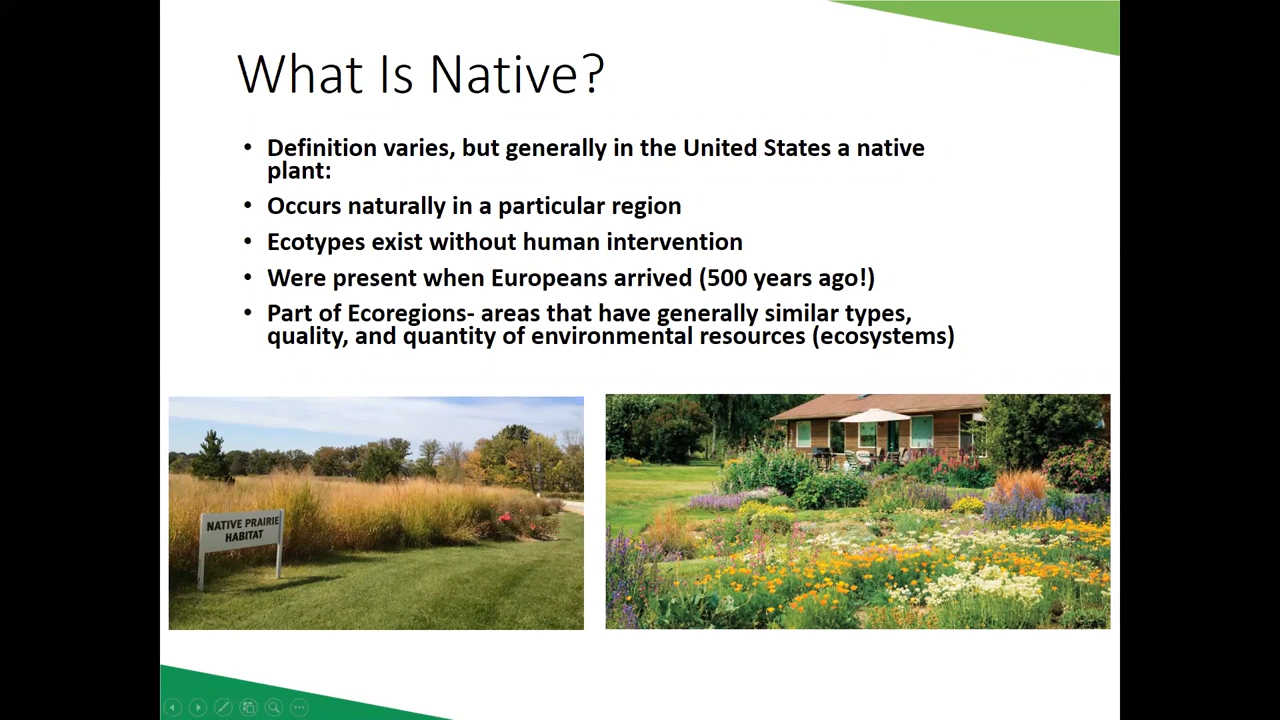 What Is Native?
• Definition varies, but generally in the United States a native
plant:
• Occurs naturally in a particular region
• Ecotypes exist without human intervention
• Were present when Europeans arrived (500 years ago!)
• Part of Ecoregions- areas that have generally similar types,
quality, and quantity of environmental resources (ecosystems)
NATIVE PRAIRIE
HABITAT